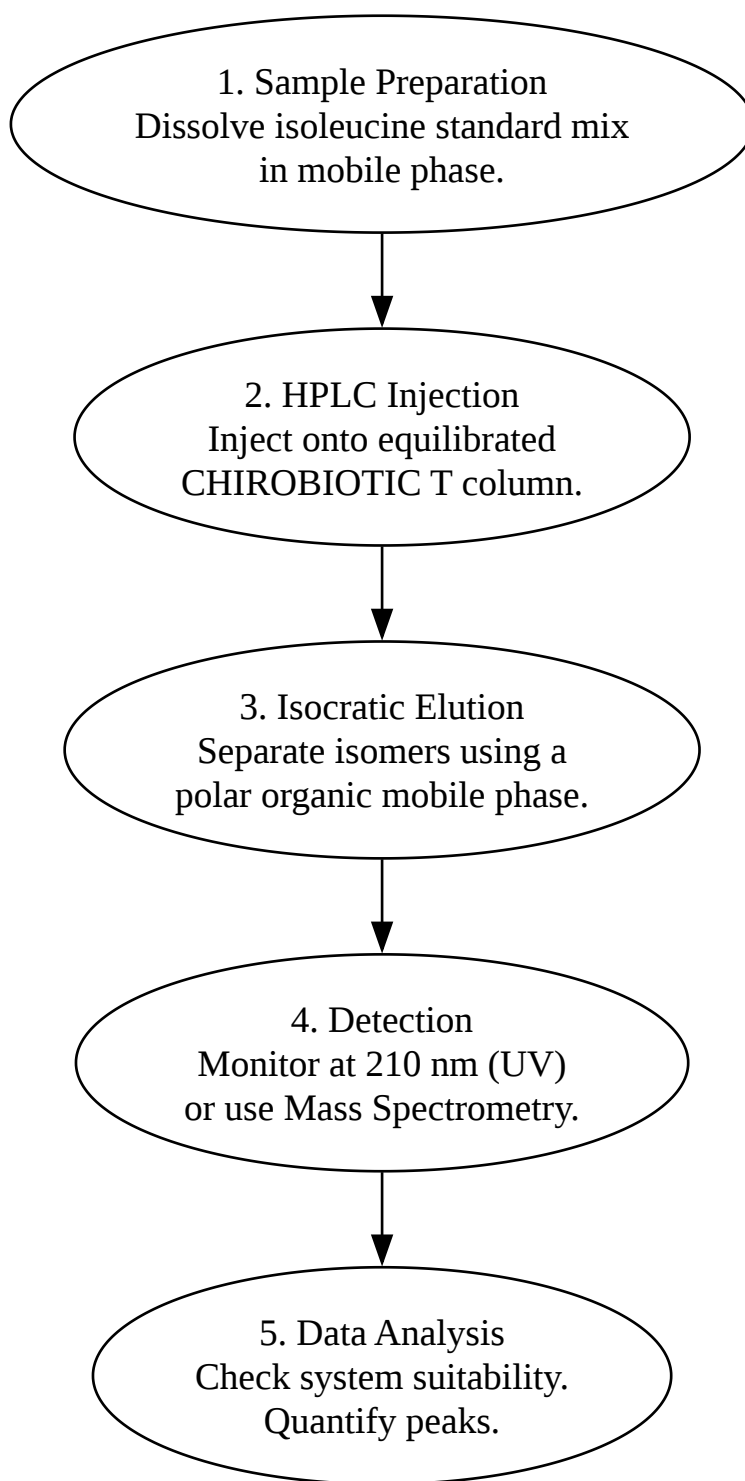 1. Sample Preparation
Dissolve isoleucine standard mix
in mobile phase.
2. HPLC Injection
Inject onto equilibrated
CHIROBIOTIC T column.
3. Isocratic Elution
Separate isomers using a
polar organic mobile phase.
4. Detection
Monitor at 210 nm (UV)
or use Mass Spectrometry.
5. Data Analysis
Check system suitability.
Quantify peaks.